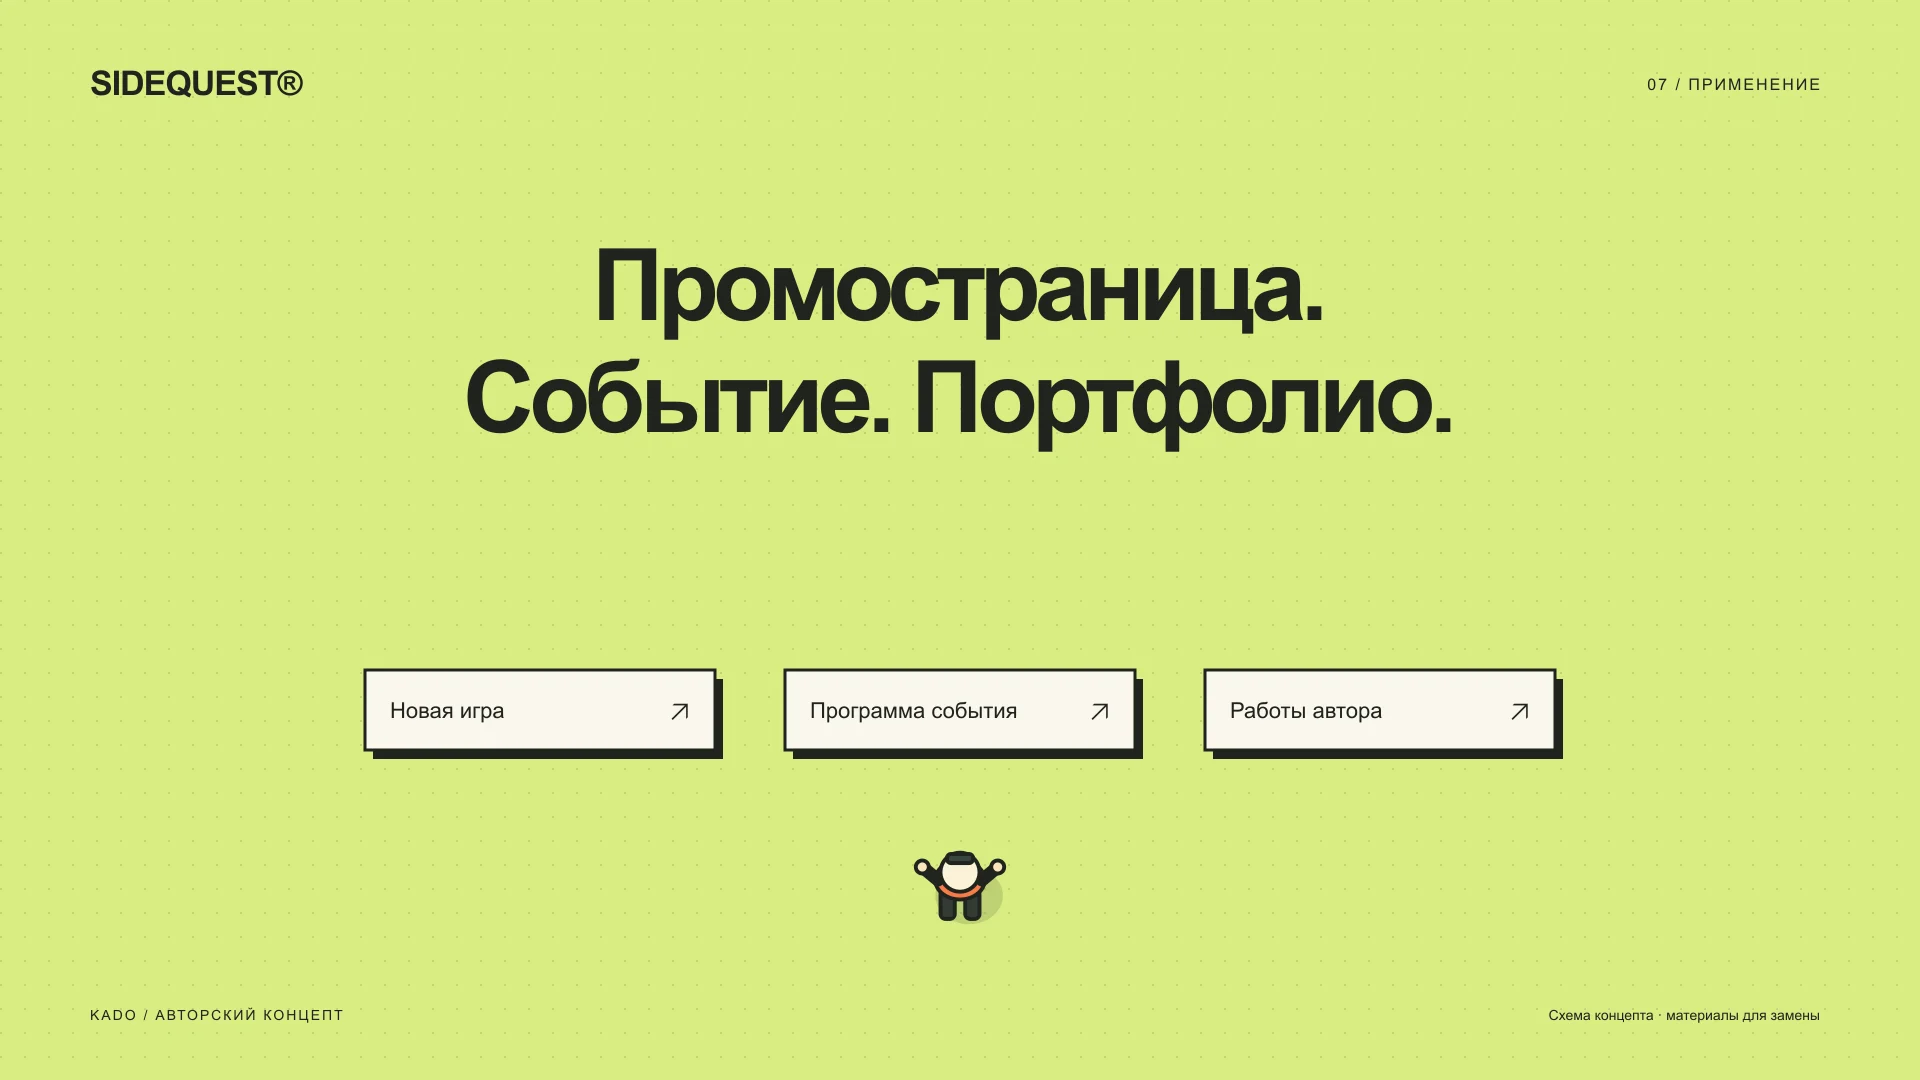 SIDEQUEST®
07 / ПРИМЕНЕНИЕ
Промостраница.
Событие. Портфолио.
Новая игра
Программа события
Работы автора
KADO / АВТОРСКИЙ КОНЦЕПТ
Схема концепта · материалы для замены